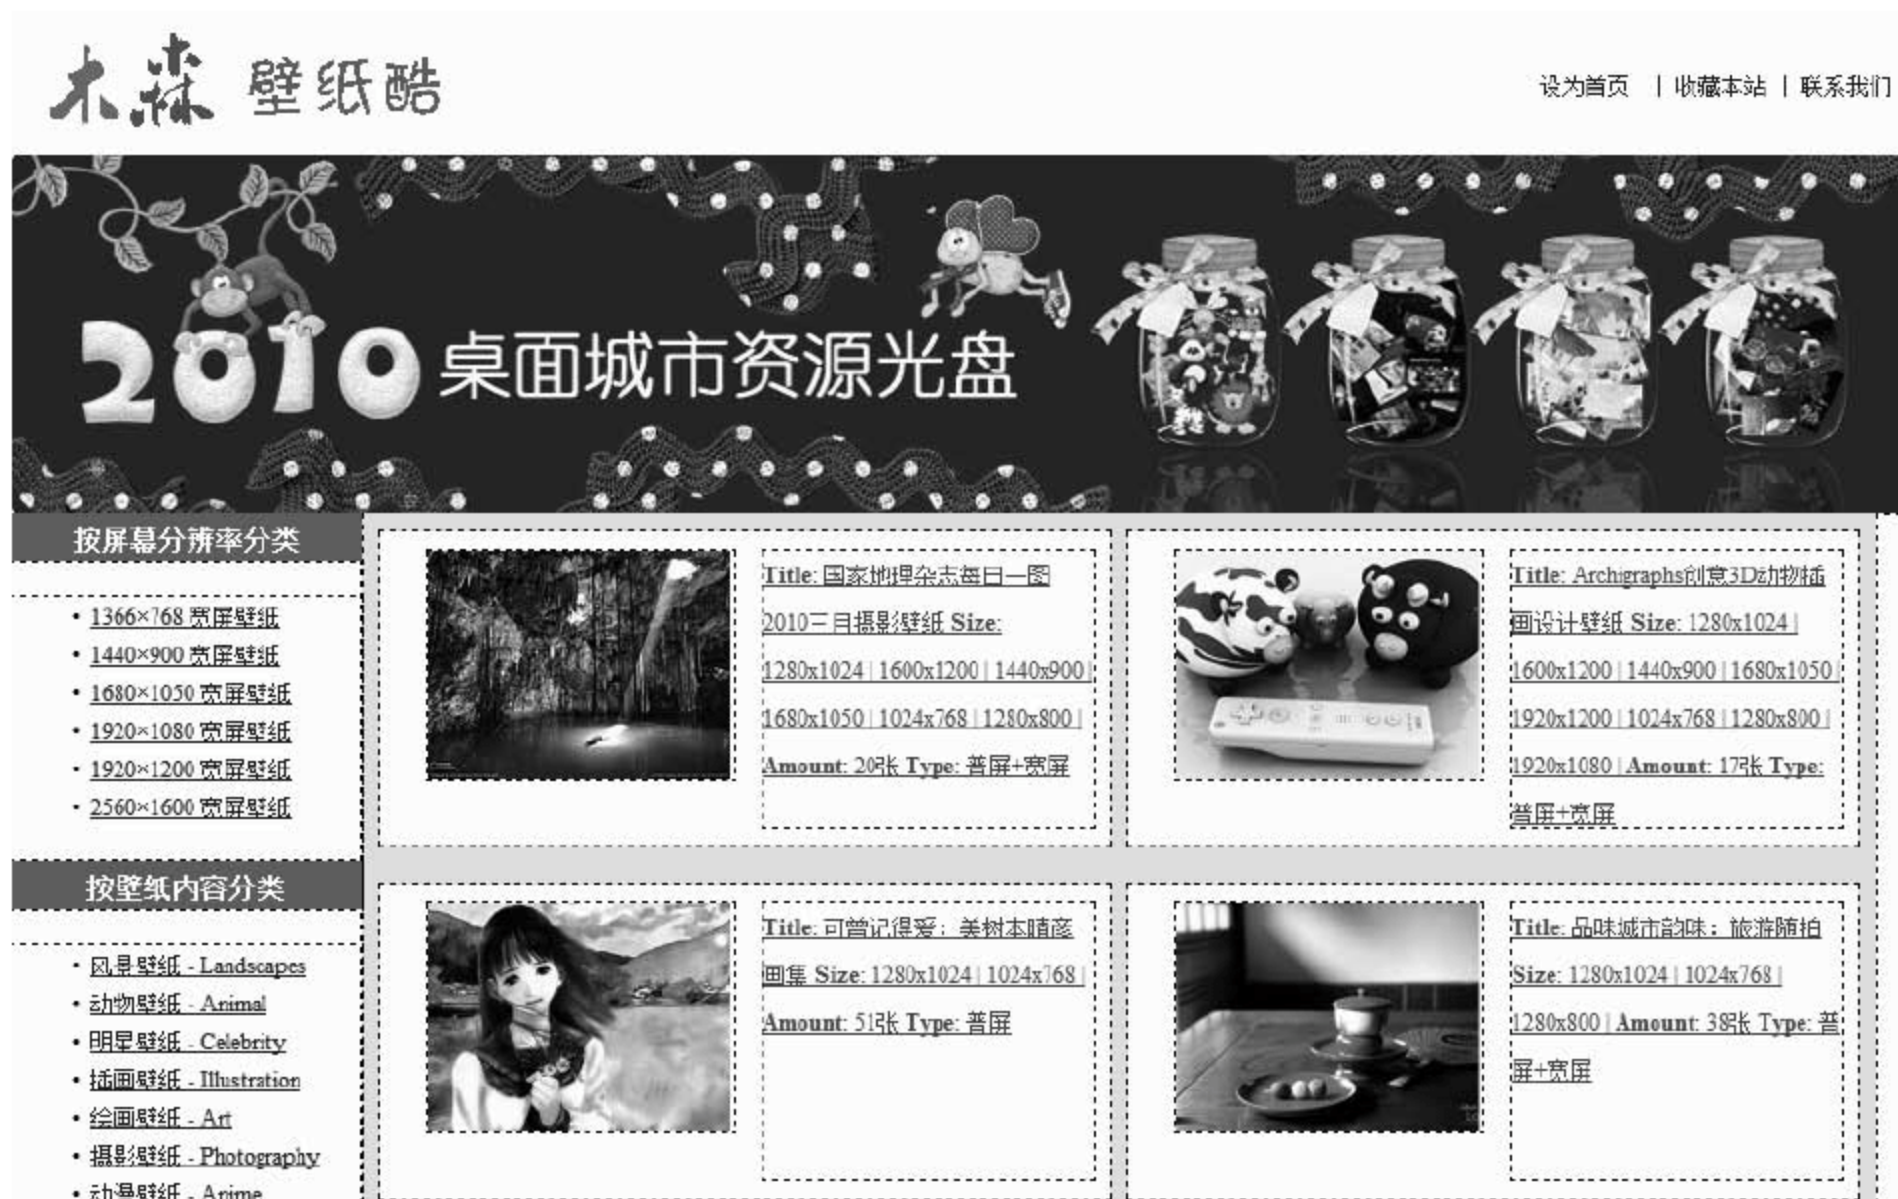 木森 壁纸酷
设为首页 | 收藏本站 | 联系我们
2010 桌面城市资源光盘
按屏幕分辨率分类
• 1366×768 宽屏壁纸
• 1440×900 宽屏壁纸
• 1680×1050 宽屏壁纸
• 1920×1080 宽屏壁纸
• 1920×1200 宽屏壁纸
• 2560×1600 宽屏壁纸
按壁纸内容分类
• 风景壁纸 - Landscapes
• 动物壁纸 - Animal
• 明星壁纸 - Celebrity
• 插画壁纸 - Illustration
• 绘画壁纸 - Art
• 摄影壁纸 - Photography
• 动漫壁纸 - Anime
Title: 国家地理杂志每日一图
2010三月摄影壁纸 Size:
1280x1024 | 1600x1200 | 1440x900 |
1680x1050 | 1024x768 | 1280x800 |
Amount: 20张 Type: 普屏+宽屏
Title: Archigraphs创意3D动物插
画设计壁纸 Size: 1280x1024 |
1600x1200 | 1440x900 | 1680x1050 |
1920x1200 | 1024x768 | 1280x800 |
1920x1080 | Amount: 17张 Type:
普屏+宽屏
Title: 可曾记得爱：美树本晴彦
画集 Size: 1280x1024 | 1024x768 |
Amount: 51张 Type: 普屏
Title: 品味城市韵味：旅游随拍
Size: 1280x1024 | 1024x768 |
1280x800 | Amount: 38张 Type: 普
屏+宽屏